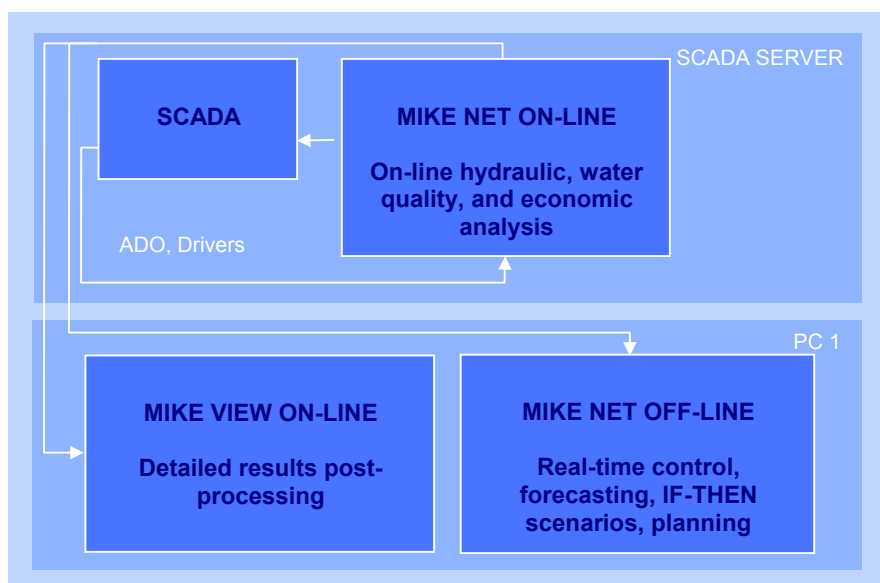 SCADA SERVER
SCADA
MIKE NET ON-LINE
On-line hydraulic, water
quality, and economic
analysis
ADO, Drivers
PC 1
MIKE VIEW ON-LINE
Detailed results post-
processing
MIKE NET OFF-LINE
Real-time control,
forecasting, IF-THEN
scenarios, planning